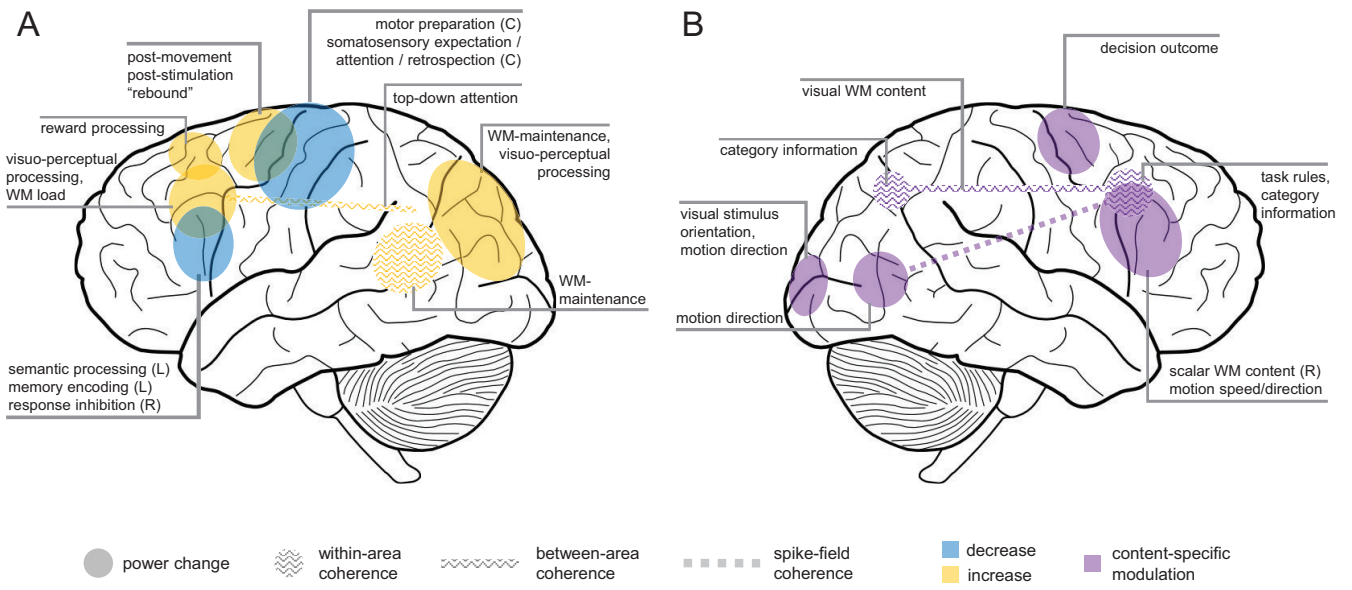 A
motor preparation (C)
somatosensory expectation /
attention / retrospection (C)
post-movement
post-stimulation
“rebound”
top-down attention
reward processing
WM-maintenance,
visuo-perceptual
processing
visuo-perceptual
processing,
WM load
WM-
maintenance
semantic processing (L)
memory encoding (L)
response inhibition (R)
B
decision outcome
visual WM content
category information
task rules,
category
information
visual stimulus
orientation,
motion direction
motion direction
scalar WM content (R)
motion speed/direction
power change
within-area
coherence
between-area
coherence
spike-field
coherence
decrease
increase
content-specific
modulation